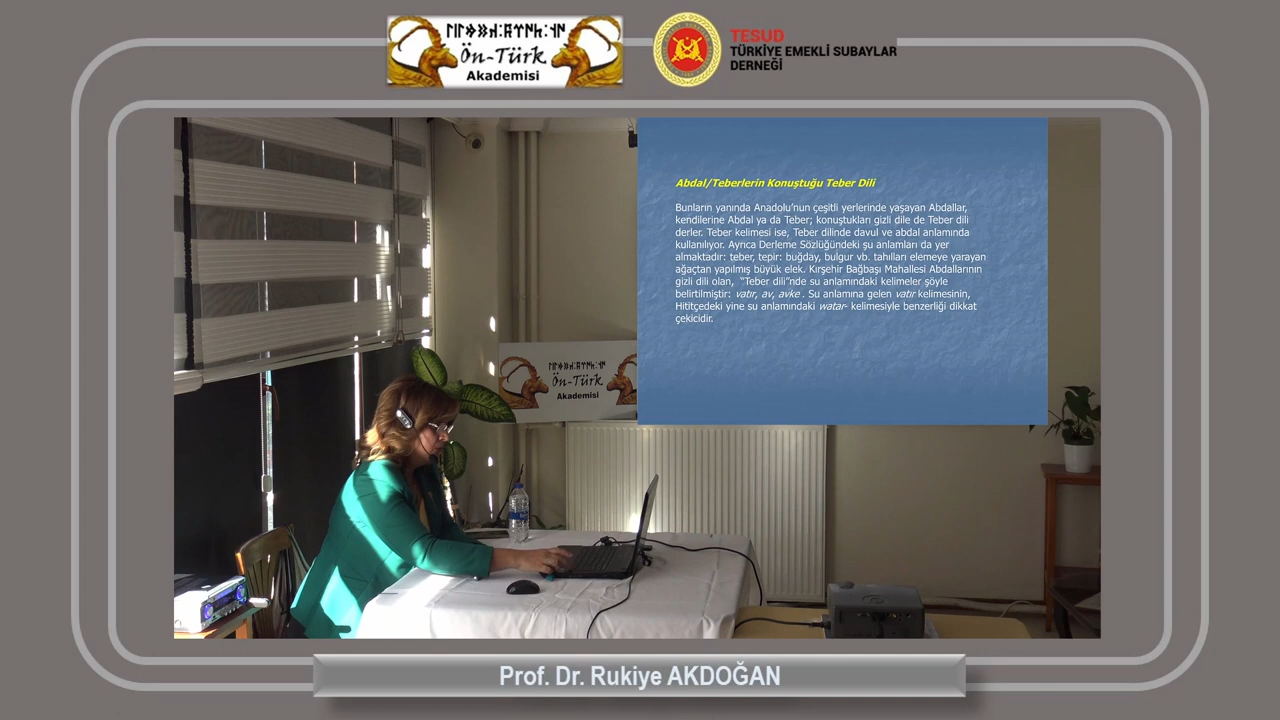 Ön-Türk
Akademisi
TESUD
TÜRKİYE EMEKLİ SUBAYLAR
DERNEĞİ
Abdal/Teberlerin Konuştuğu Teber Dili
Bunların yanında Anadolu'nun çeşitli yerlerinde yaşayan Abdallar,
kendilerine Abdal ya da Teber; konuştukları gizli dile de Teber dili
derler. Teber kelimesi ise, Teber dilinde davul ve abdal anlamında
kullanılıyor. Ayrıca Derleme Sözlüğündeki şu anlamları da yer
almaktadır: teber, tepir: buğday, bulgur vb. tahılları elemeye yarayan
ağaçtan yapılmış büyük elek. Kırşehir Bağbaşı Mahallesi Abdallarının
gizli dili olan, "Teber dili"nde su anlamındaki kelimeler şöyle
belirtilmiştir: vatır, av, avke . Su anlamına gelen vatır kelimesinin,
Hititçedeki yine su anlamındaki watar- kelimesiyle benzerliği dikkat
çekicidir.
Ön-Türk
Akademisi
Prof. Dr. Rukiye AKDOĞAN